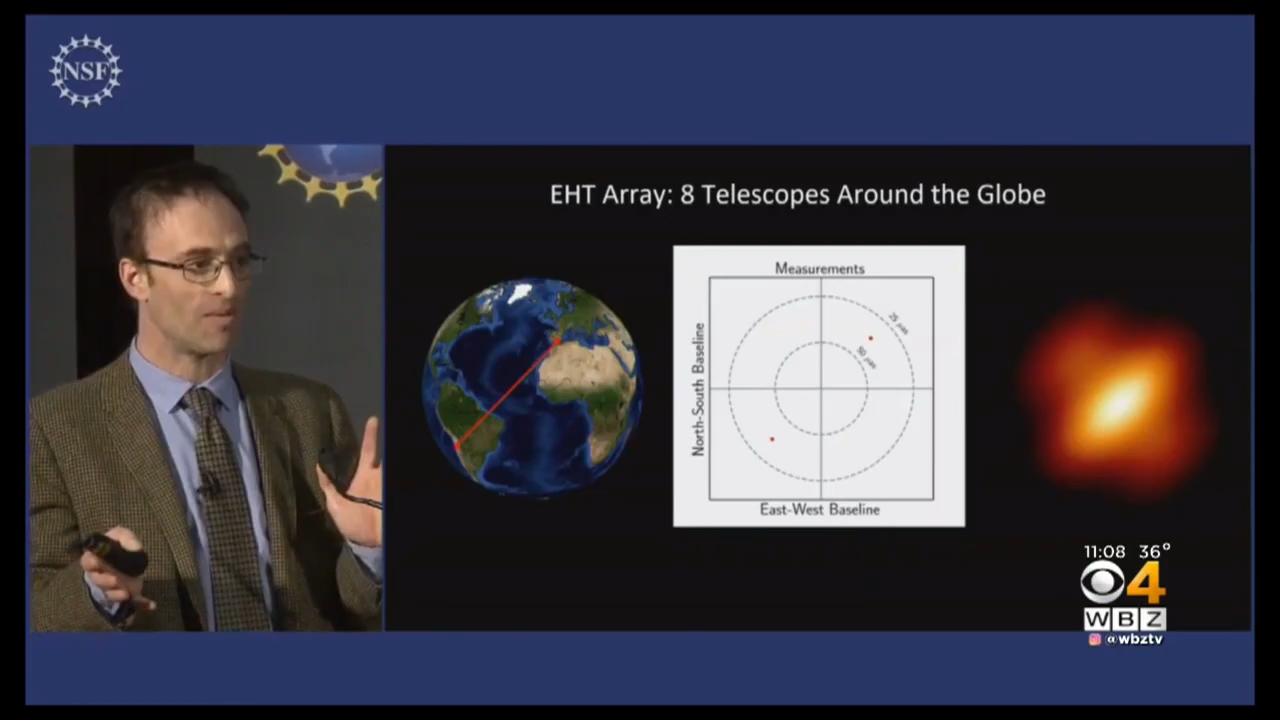 NSF
EHT Array: 8 Telescopes Around the Globe
Measurements
North-South Baseline
25 μas
50 μas
East-West Baseline
11:08 36°
4
WBZ
@wbztv